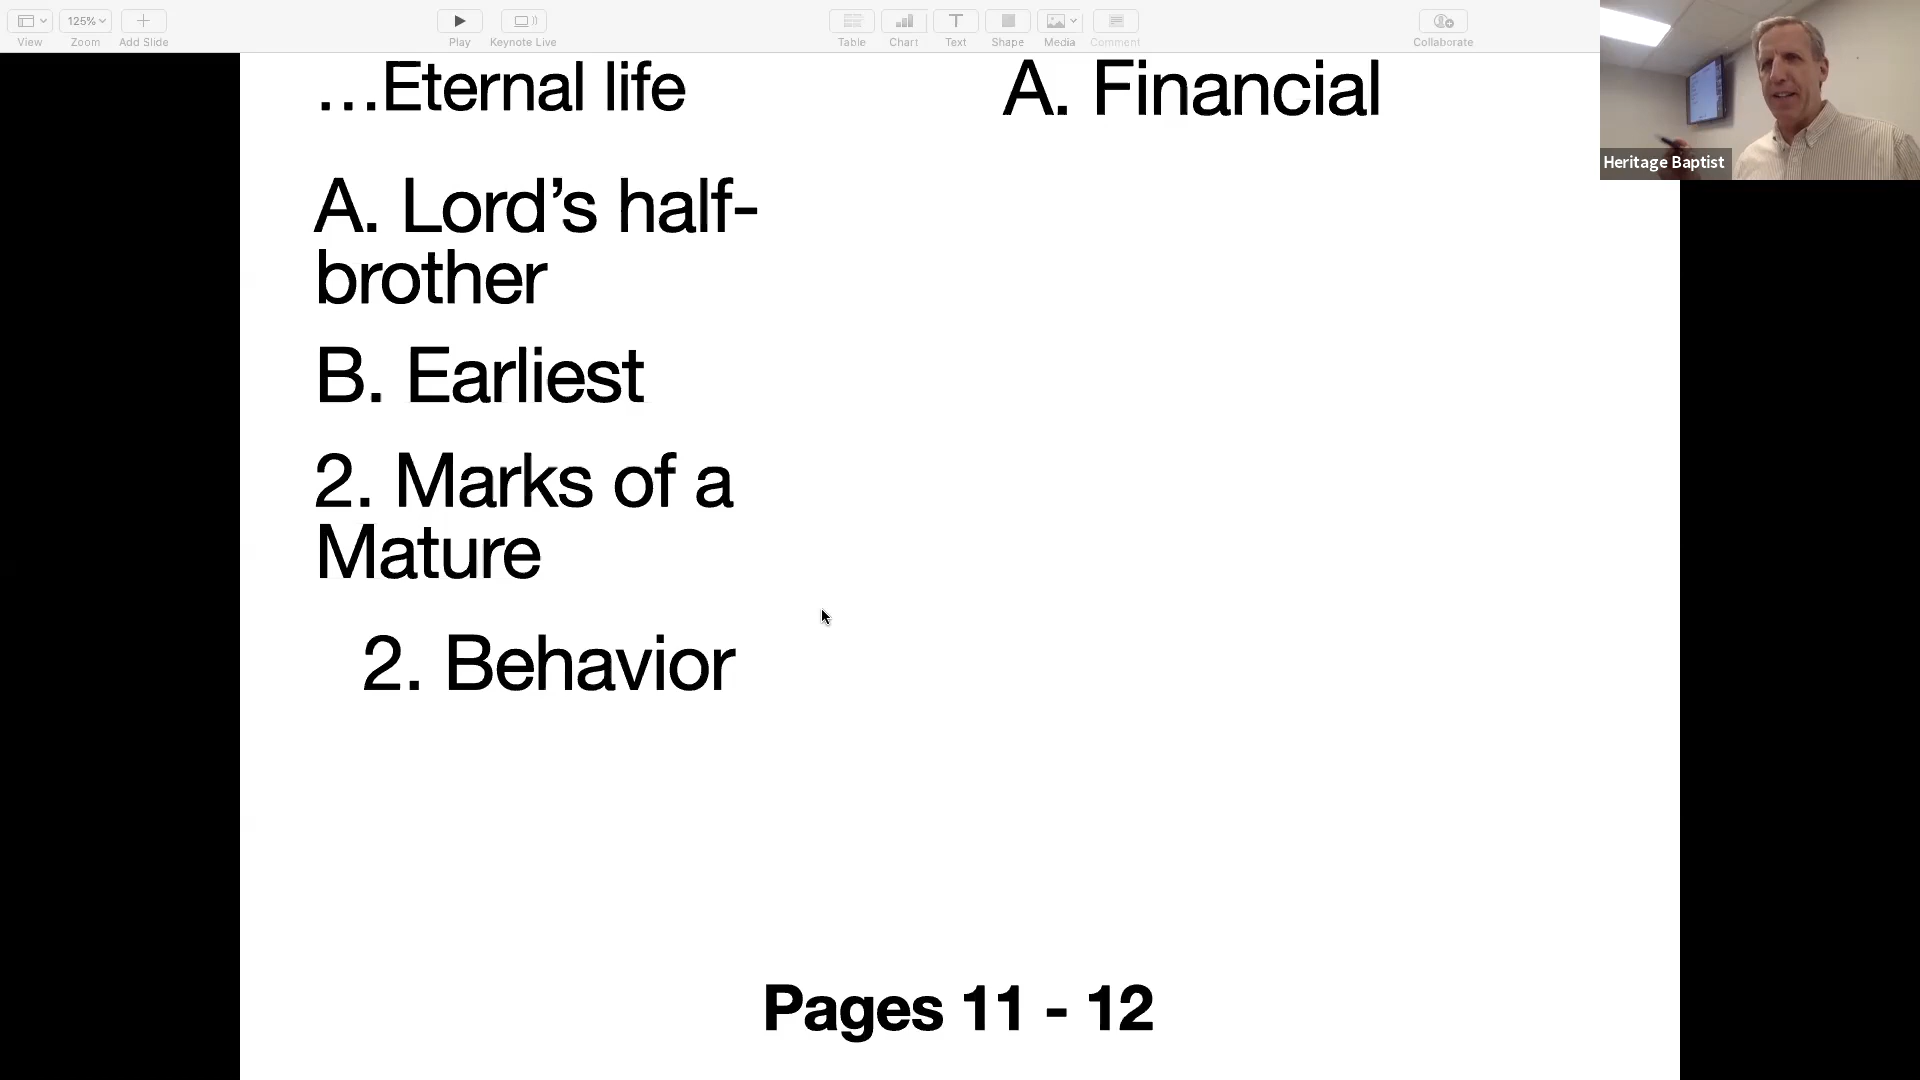 125%
View
Zoom
Add Slide
Play
Keynote Live
Table
Chart
Text
Shape
Media
Comment
Collaborate
Heritage Baptist
…Eternal life
A. Lord’s half-
brother
B. Earliest
2. Marks of a
Mature
2. Behavior
A. Financial
Pages 11 - 12